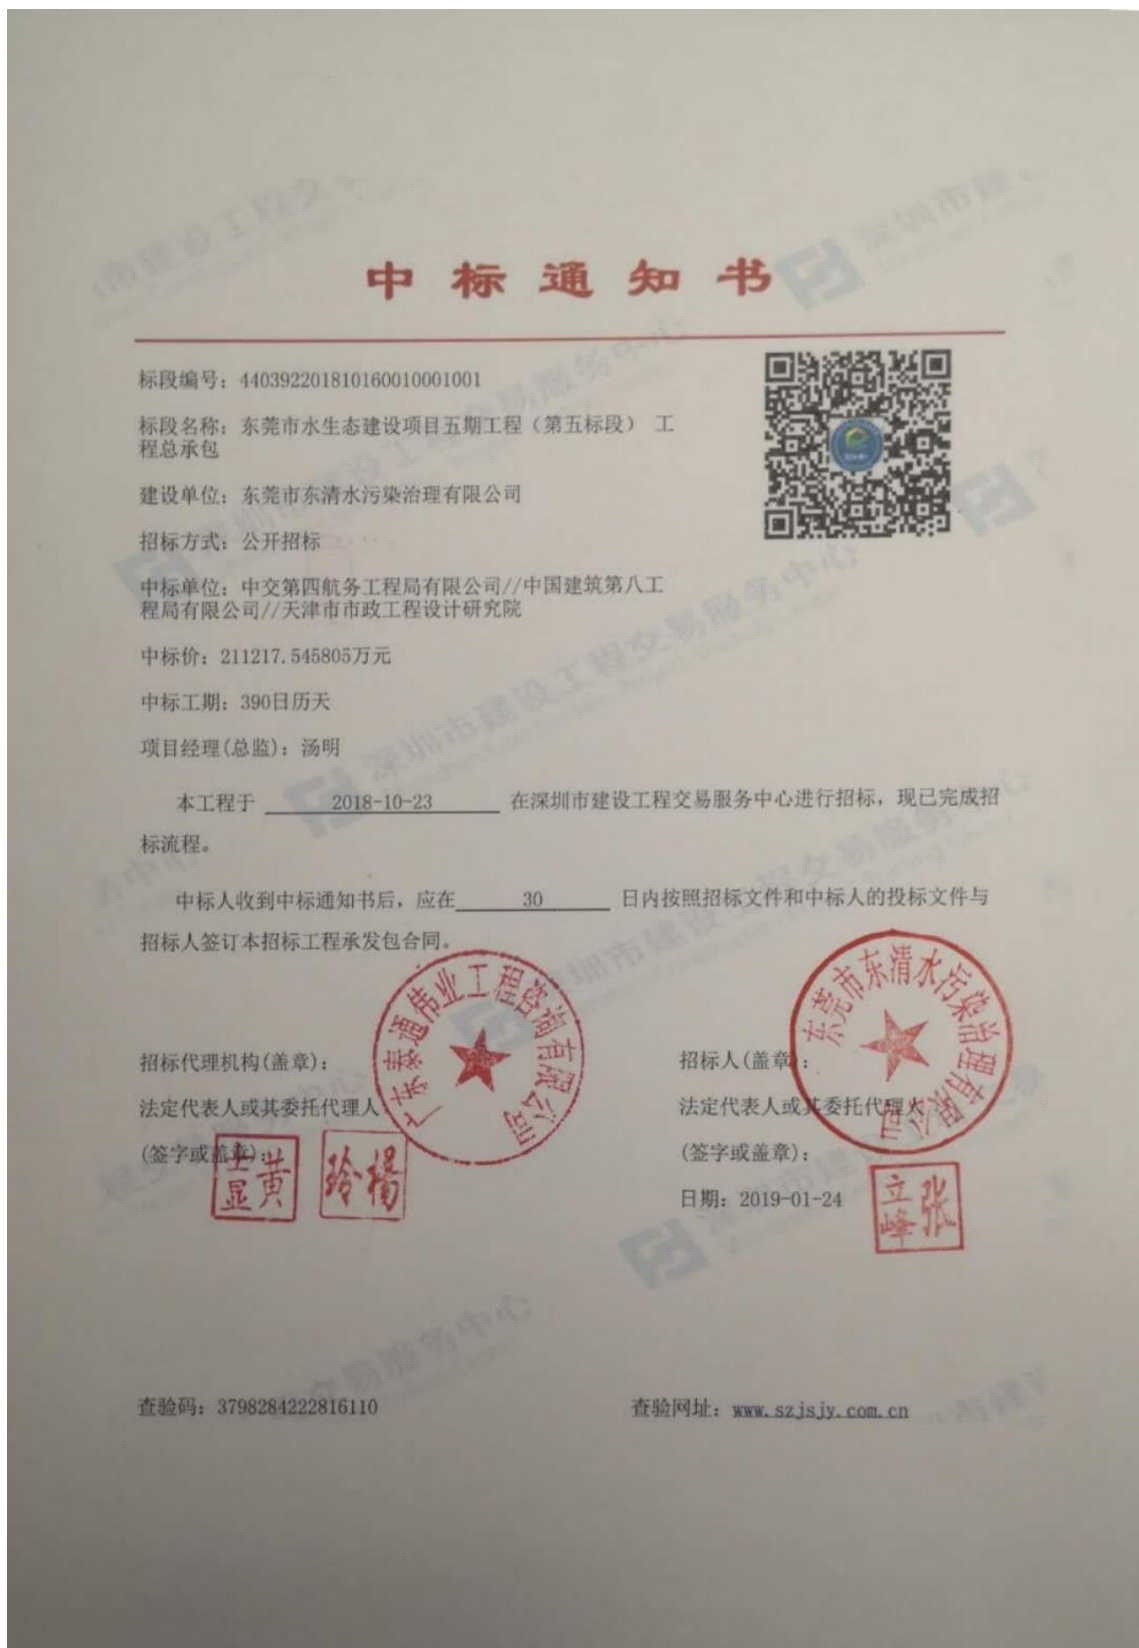 中标通知书
标段编号：440392201810160010001001
标段名称：东莞市水生态建设项目五期工程（第五标段） 工
程总承包
建设单位：东莞市东清水污染治理有限公司
招标方式：公开招标
中标单位：中交第四航务工程局有限公司//中国建筑第八工
程局有限公司//天津市市政工程设计研究院
中标价：211217.545805万元
中标工期：390日历天
项目经理(总监)：汤明
本工程于 2018-10-23 在深圳市建设工程交易服务中心进行招标，现已完成招
标流程。
中标人收到中标通知书后，应在 30 日内按照招标文件和中标人的投标文件与
招标人签订本招标工程承发包合同。
广东泰通伟业工程咨询有限公司
东莞市东清水污染治理有限公司
招标代理机构(盖章)：
招标人(盖章)：
法定代表人或其委托代理人
法定代表人或其委托代理人
(签字或盖章)：
(签字或盖章)：
杨玲
日期：2019-01-24
张立峰
查验码：3798284222816110
查验网址：www.szjsjy.com.cn
深圳市建设工程交易服务中心